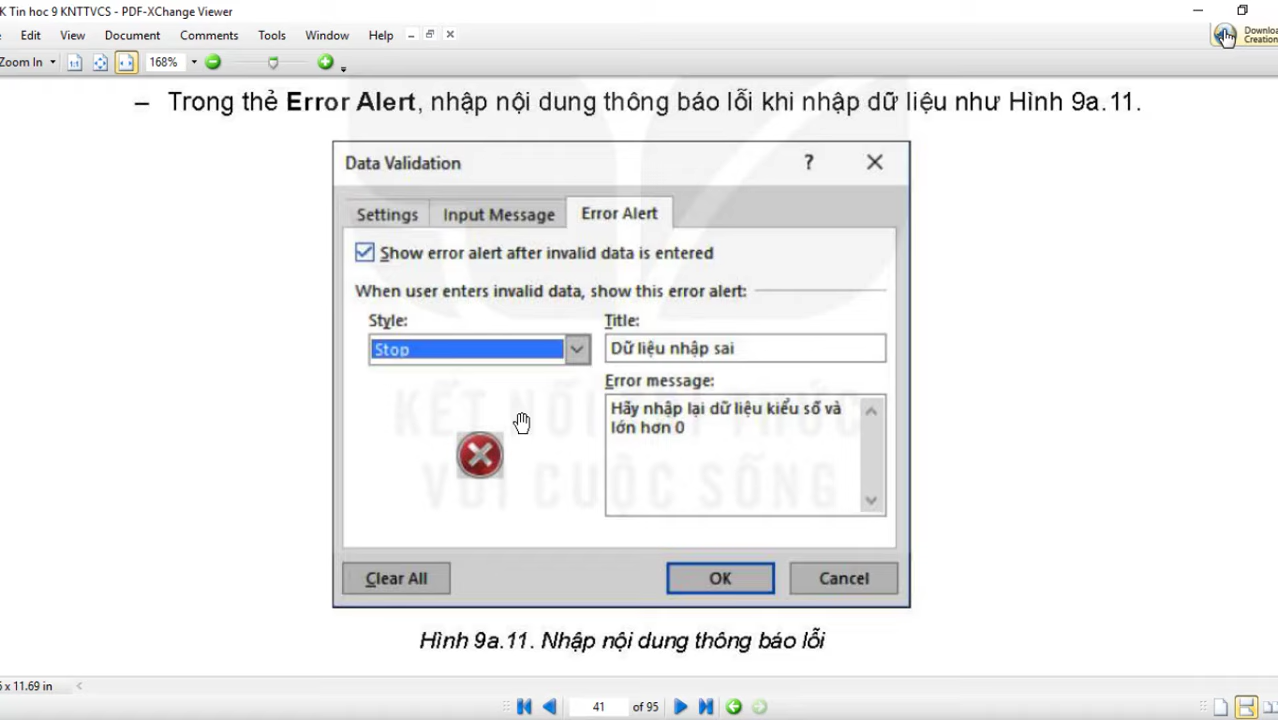 K Tin hoc 9 KNTTVCS - PDF-XChange Viewer
Edit View Document Comments Tools Window Help
Download
Creation
Zoom In 168%
– Trong thẻ Error Alert, nhập nội dung thông báo lỗi khi nhập dữ liệu như Hình 9a.11.
Data Validation ?
Settings Input Message Error Alert
Show error alert after invalid data is entered
When user enters invalid data, show this error alert:
Style: Title:
Stop Dữ liệu nhập sai
Error message:
Hãy nhập lại dữ liệu kiểu số và
lớn hơn 0
KẾT NỐI TRI THỨC
VỚI CUỘC SỐNG
Clear All OK Cancel
Hình 9a.11. Nhập nội dung thông báo lỗi
x 11.69 in
41 of 95